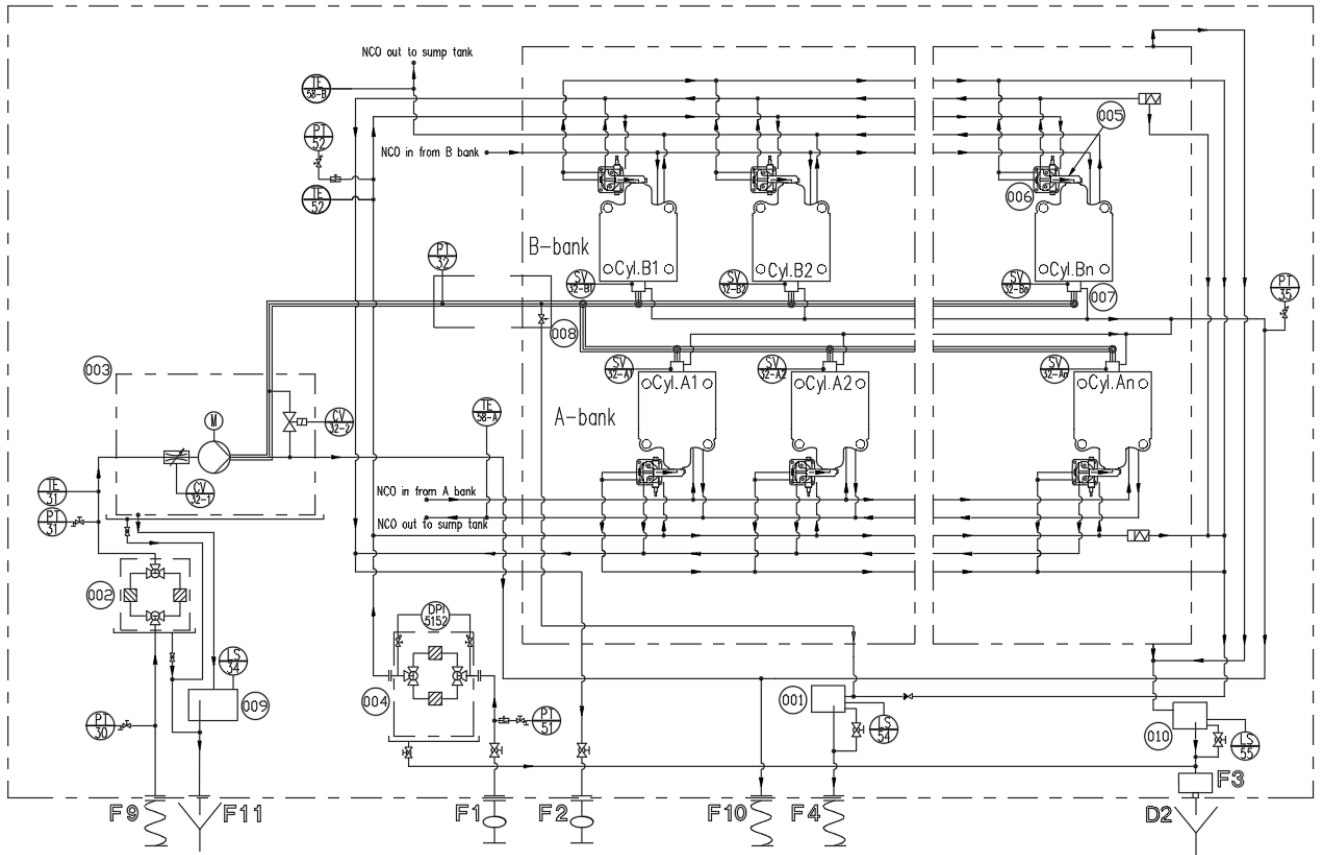 NCO out to sump tank
TE
58-B
PT
52
NCO in from B bank
TE
52
005
006
B-bank
Cyl.B1
Cyl.B2
Cyl.Bn
PT
32
SV
32-B1
SV
32-B2
SV
32-Bn
007
PT
35
008
003
SV
32-A1
Cyl.A1
SV
32-A2
Cyl.A2
SV
32-An
Cyl.An
M
CV
32-2
TE
58-A
A-bank
CV
32-1
TE
31
PT
31
NCO in from A bank
NCO out to sump tank
002
DPI
5152
LS
34
009
004
001
PT
30
PT
51
LS
54
010
LS
55
F3
F9
F11
F1
F2
F10
F4
D2